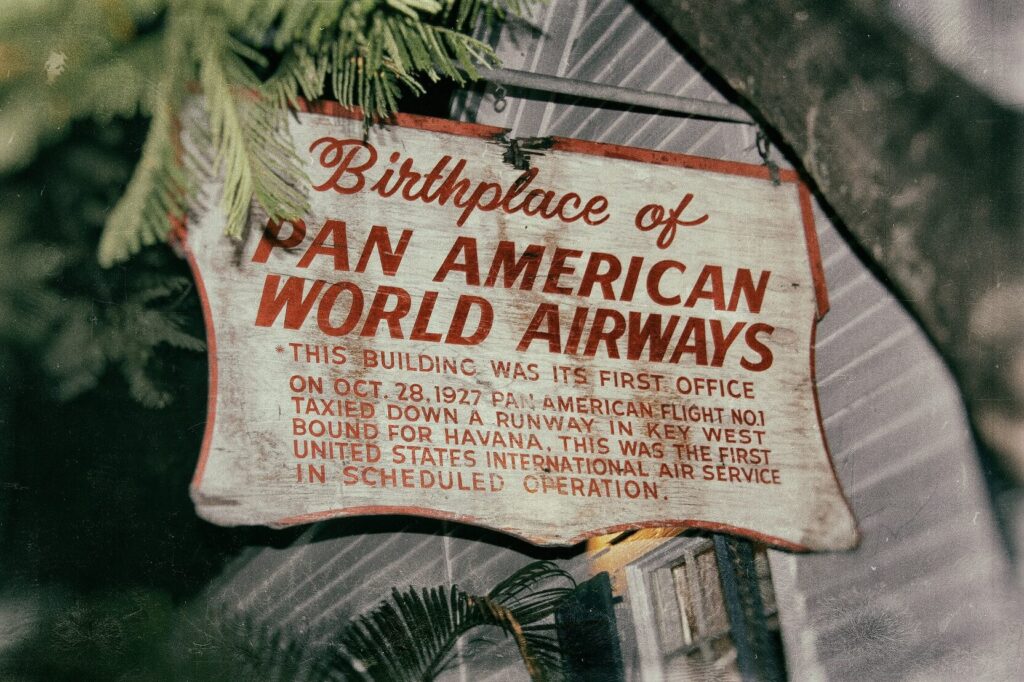 Birthplace of
PAN AMERICAN
WORLD AIRWAYS
*THIS BUILDING WAS ITS FIRST OFFICE
ON OCT. 28, 1927 PAN AMERICAN FLIGHT NO.1
TAXIED DOWN A RUNWAY IN KEY WEST
BOUND FOR HAVANA, THIS WAS THE FIRST
UNITED STATES INTERNATIONAL AIR SERVICE
IN SCHEDULED OPERATION.